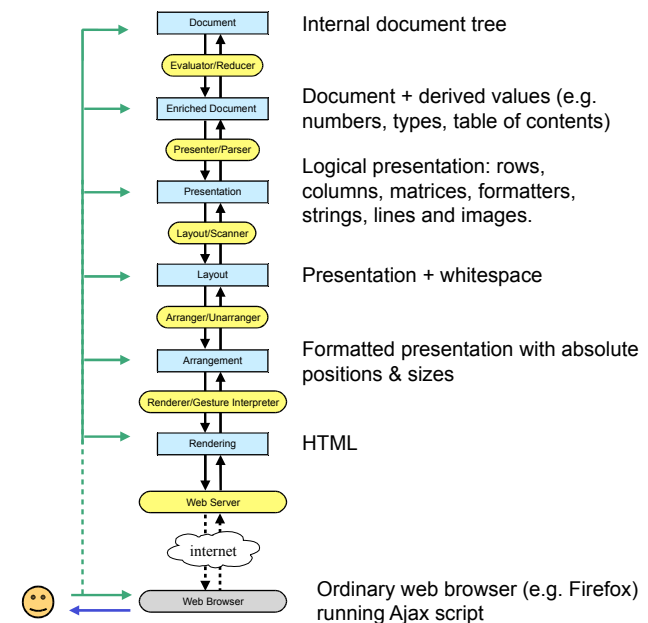 Document
Internal document tree
Evaluator/Reducer
Enriched Document
Document + derived values (e.g.
numbers, types, table of contents)
Presenter/Parser
Presentation
Logical presentation: rows,
columns, matrices, formatters,
strings, lines and images.
Layout/Scanner
Layout
Presentation + whitespace
Arranger/Unarranger
Arrangement
Formatted presentation with absolute
positions & sizes
Renderer/Gesture Interpreter
Rendering
HTML
Web Server
internet
Web Browser
Ordinary web browser (e.g. Firefox)
running Ajax script